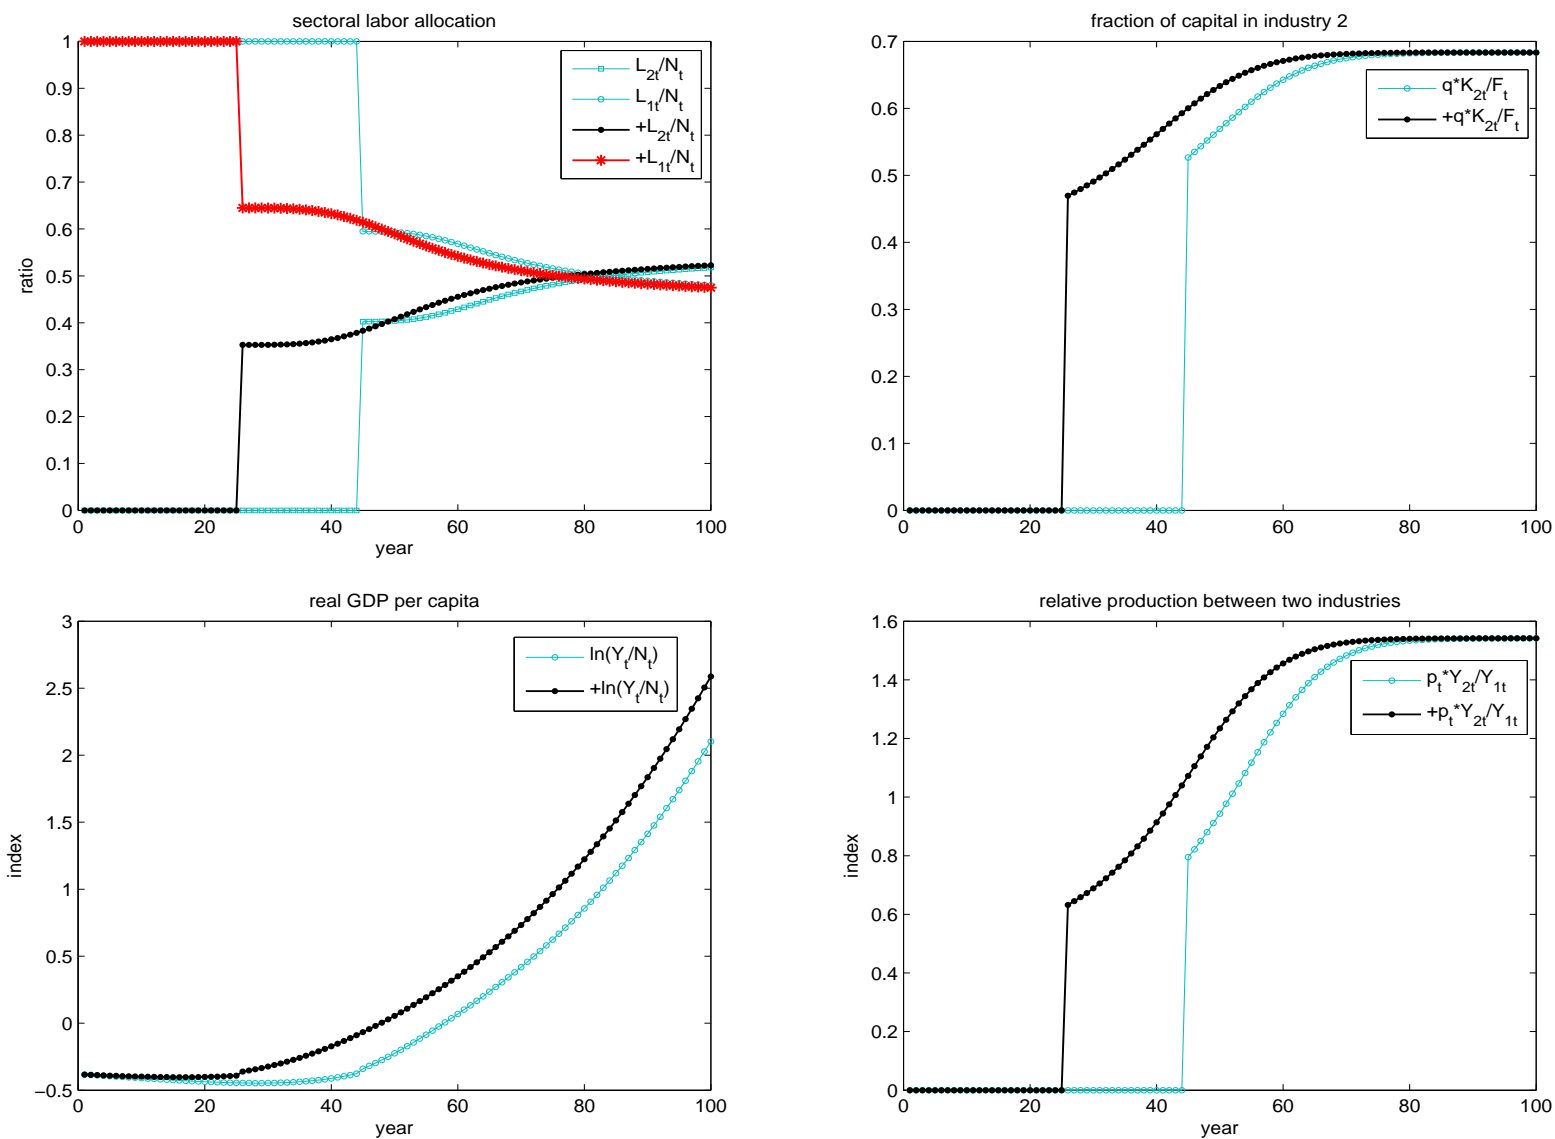 sectoral labor allocation
1
0.9
0.8
0.7
0.6
0.5
0.4
0.3
0.2
0.1
0
ratio
0 20 40 60 80 100
year
L2t/Nt
L1t/Nt
+L2t/Nt
+L1t/Nt
fraction of capital in industry 2
0.7
0.6
0.5
0.4
0.3
0.2
0.1
0
0 20 40 60 80 100
year
q*K2t/Ft
+q*K2t/Ft
real GDP per capita
3
2.5
2
1.5
1
0.5
0
−0.5
index
0 20 40 60 80 100
year
ln(Yt/Nt)
+ln(Yt/Nt)
relative production between two industries
1.6
1.4
1.2
1
0.8
0.6
0.4
0.2
0
index
0 20 40 60 80 100
year
pt*Y2t/Y1t
+pt*Y2t/Y1t